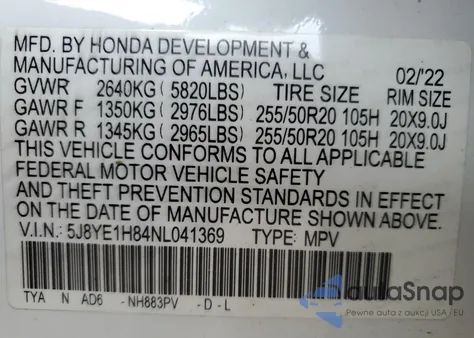 MFD. BY HONDA DEVELOPMENT &
MANUFACTURING OF AMERICA, LLC 02/'22
GVWR 2640KG ( 5820LBS) TIRE SIZE RIM SIZE
GAWR F 1350KG ( 2976LBS) 255/50R20 105H 20X9.0J
GAWR R 1345KG ( 2965LBS) 255/50R20 105H 20X9.0J
THIS VEHICLE CONFORMS TO ALL APPLICABLE
FEDERAL MOTOR VEHICLE SAFETY
AND THEFT PREVENTION STANDARDS IN EFFECT
ON THE DATE OF MANUFACTURE SHOWN ABOVE.
V.I.N.: 5J8YE1H84NL041369 TYPE: MPV
TYA N AD6 -NH883PV -D-L
aulaSnap
Pewne auta z aukcji USA / EU